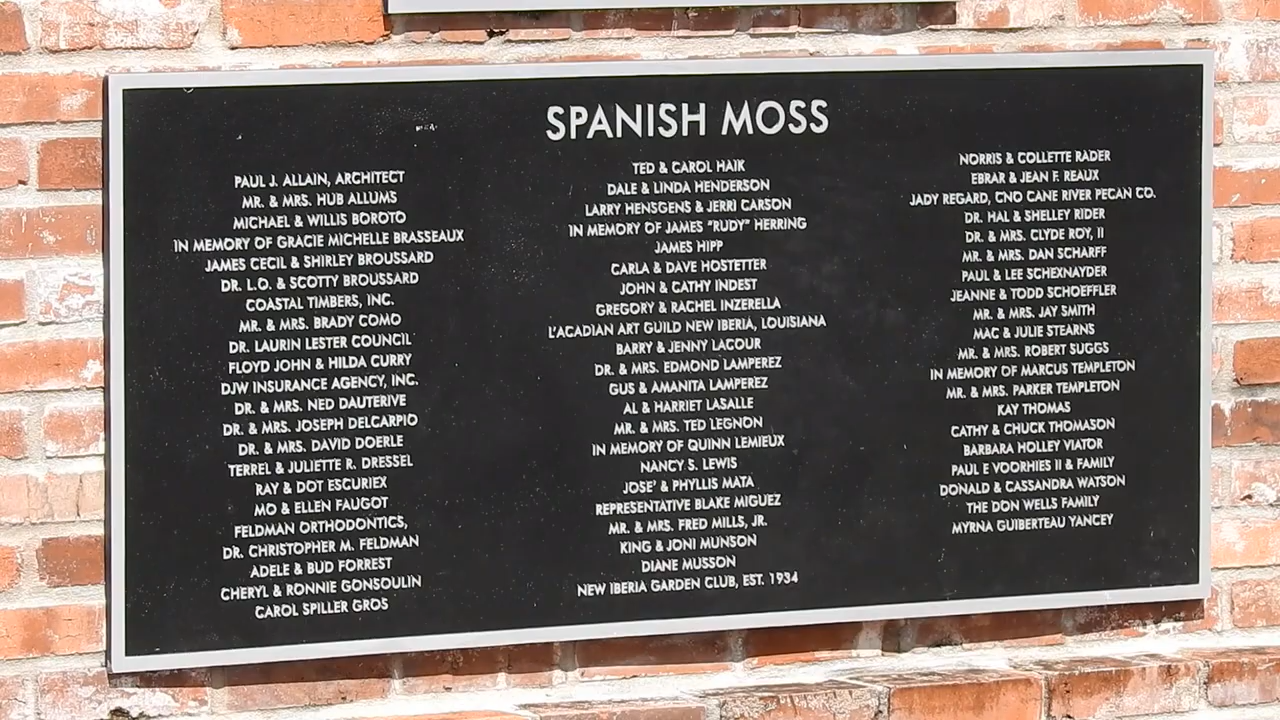 SPANISH MOSS
PAUL J. ALLAIN, ARCHITECT
MR. & MRS. HUB ALLUMS
MICHAEL & WILLIS BOROTO
IN MEMORY OF GRACIE MICHELLE BRASSEAUX
JAMES CECIL & SHIRLEY BROUSSARD
DR. L.O. & SCOTTY BROUSSARD
COASTAL TIMBERS, INC.
MR. & MRS. BRADY COMO
DR. LAURIN LESTER COUNCIL
FLOYD JOHN & HILDA CURRY
DJW INSURANCE AGENCY, INC.
DR. & MRS. NED DAUTERIVE
DR. & MRS. JOSEPH DELCARPIO
DR. & MRS. DAVID DOERLE
TERREL & JULIETTE R. DRESSEL
RAY & DOT ESCURIEX
MO & ELLEN FAUGOT
FELDMAN ORTHODONTICS,
DR. CHRISTOPHER M. FELDMAN
ADELE & BUD FORREST
CHERYL & RONNIE GONSOULIN
CAROL SPILLER GROS
TED & CAROL HAIK
DALE & LINDA HENDERSON
LARRY HENSGENS & JERRI CARSON
IN MEMORY OF JAMES "RUDY" HERRING
JAMES HIPP
CARLA & DAVE HOSTETTER
JOHN & CATHY INDEST
GREGORY & RACHEL INZERELLA
L'ACADIAN ART GUILD NEW IBERIA, LOUISIANA
BARRY & JENNY LACOUR
DR. & MRS. EDMOND LAMPEREZ
GUS & AMANITA LAMPEREZ
AL & HARRIET LASALLE
MR. & MRS. TED LEGNON
IN MEMORY OF QUINN LEMIEUX
NANCY S. LEWIS
JOSE' & PHYLLIS MATA
REPRESENTATIVE BLAKE MIGUEZ
MR. & MRS. FRED MILLS, JR.
KING & JONI MUNSON
DIANE MUSSON
NEW IBERIA GARDEN CLUB, EST. 1934
NORRIS & COLLETTE RADER
EBRAR & JEAN F. REAUX
JADY REGARD, CNO CANE RIVER PECAN CO.
DR. HAL & SHELLEY RIDER
DR. & MRS. CLYDE ROY, II
MR. & MRS. DAN SCHARFF
PAUL & LEE SCHEXNAYDER
JEANNE & TODD SCHOEFFLER
MR. & MRS. JAY SMITH
MAC & JULIE STEARNS
MR. & MRS. ROBERT SUGGS
IN MEMORY OF MARCUS TEMPLETON
MR. & MRS. PARKER TEMPLETON
KAY THOMAS
CATHY & CHUCK THOMASON
BARBARA HOLLEY VIATOR
PAUL E VOORHIES II & FAMILY
DONALD & CASSANDRA WATSON
THE DON WELLS FAMILY
MYRNA GUIBERTEAU YANCEY